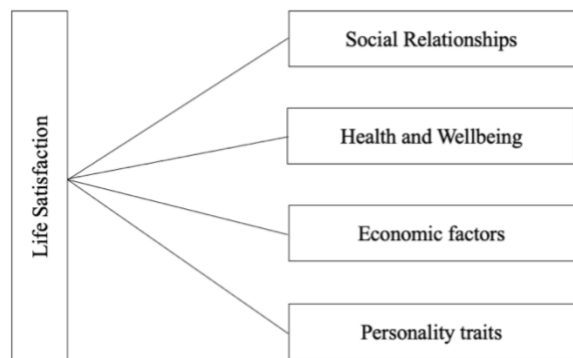 Life Satisfaction
Social Relationships
Health and Wellbeing
Economic factors
Personality traits